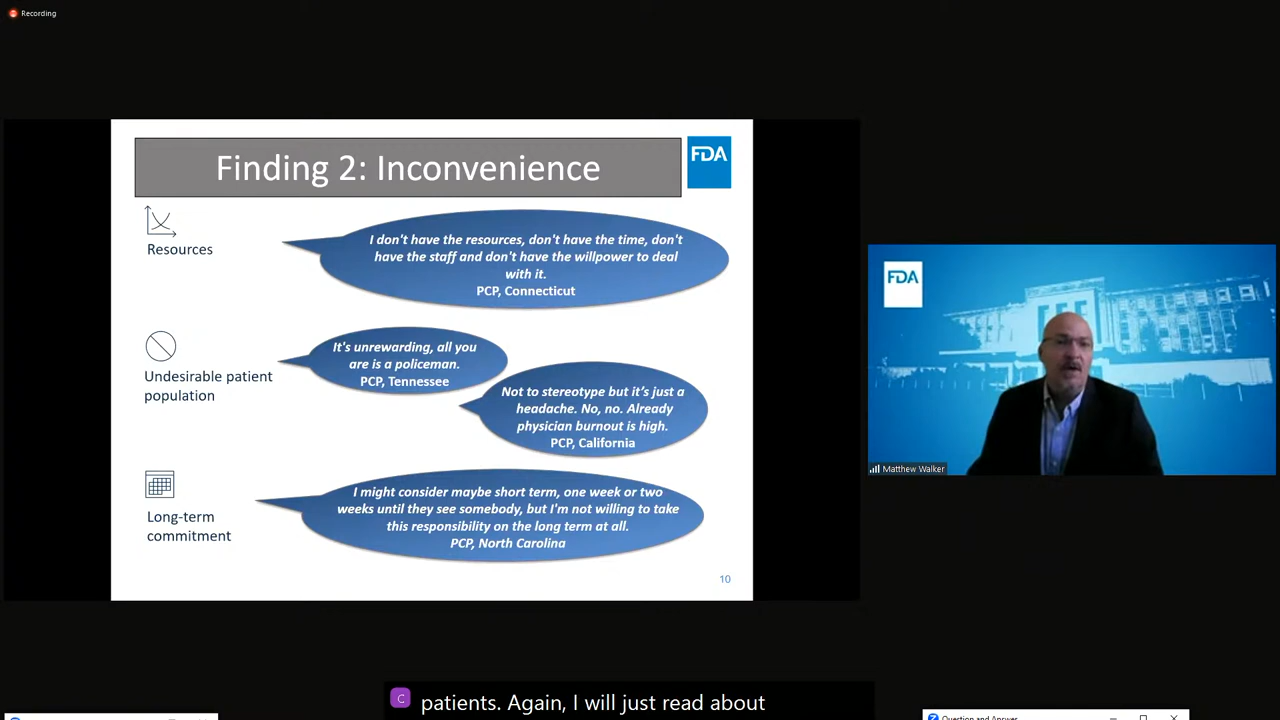 Recording
Finding 2: Inconvenience
FDA
Resources
I don't have the resources, don't have the time, don't
have the staff and don't have the willpower to deal
with it.
PCP, Connecticut
Undesirable patient
population
It's unrewarding, all you
are is a policeman.
PCP, Tennessee
Not to stereotype but it’s just a
headache. No, no. Already
physician burnout is high.
PCP, California
Long-term
commitment
I might consider maybe short term, one week or two
weeks until they see somebody, but I'm not willing to take
this responsibility on the long term at all.
PCP, North Carolina
10
FDA
Matthew Walker
C
patients. Again, I will just read about
Question and Answer